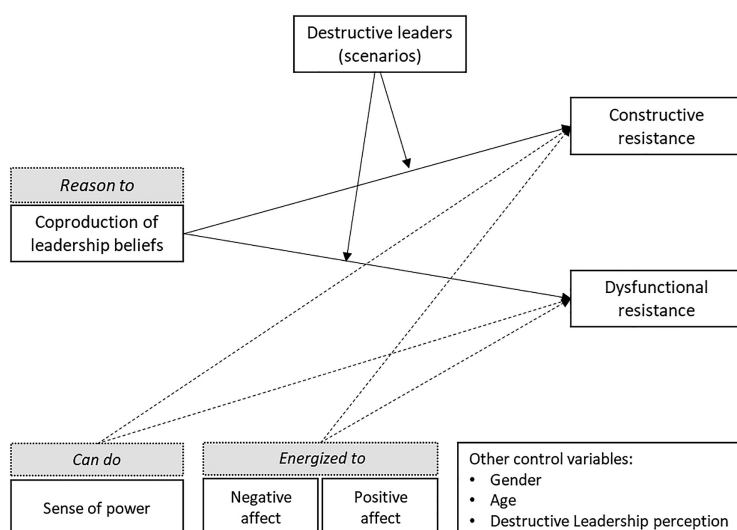 Destructive leaders
(scenarios)
Constructive
resistance
Reason to
Coproduction of
leadership beliefs
Dysfunctional
resistance
Can do
Sense of power
Energized to
Negative
affect
Positive
affect
Other control variables:
• Gender
• Age
• Destructive Leadership perception